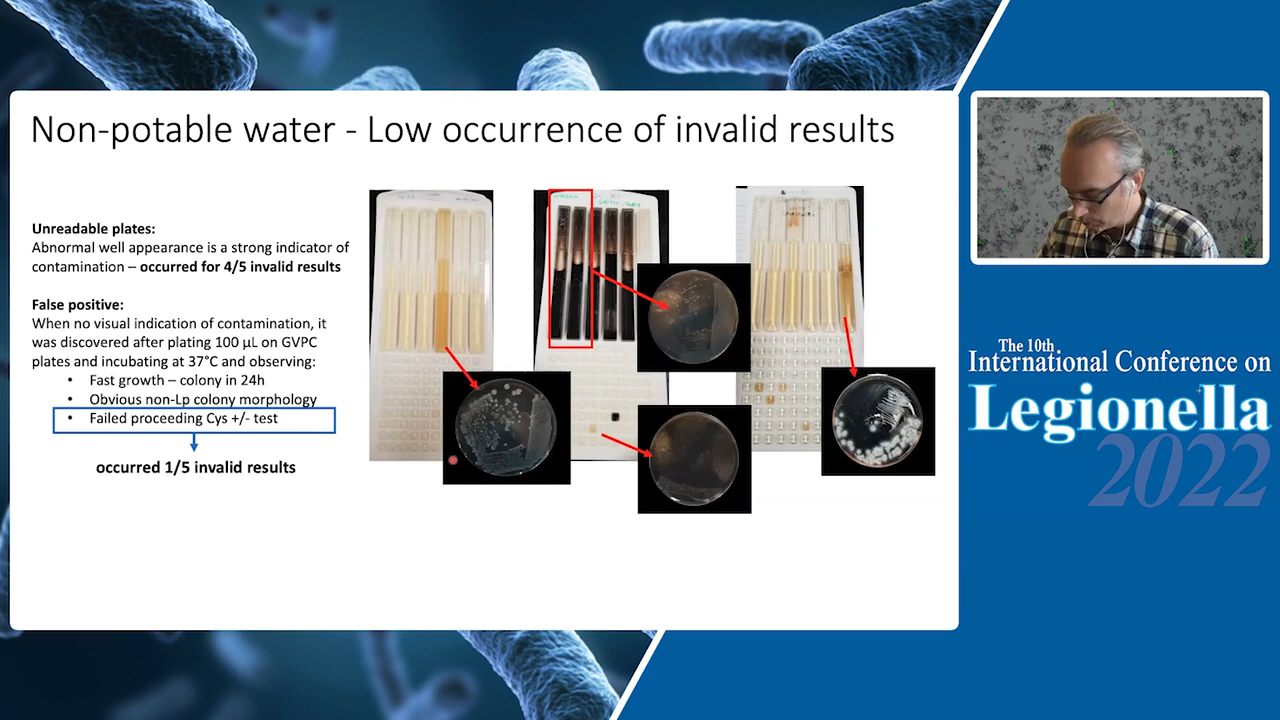 Non-potable water - Low occurrence of invalid results
Unreadable plates:
Abnormal well appearance is a strong indicator of
contamination – occurred for 4/5 invalid results
False positive:
When no visual indication of contamination, it
was discovered after plating 100 µL on GVPC
plates and incubating at 37°C and observing:
• Fast growth – colony in 24h
• Obvious non-Lp colony morphology
• Failed proceeding Cys +/- test
occurred 1/5 invalid results
The 10th
International Conference on
Legionella
2022